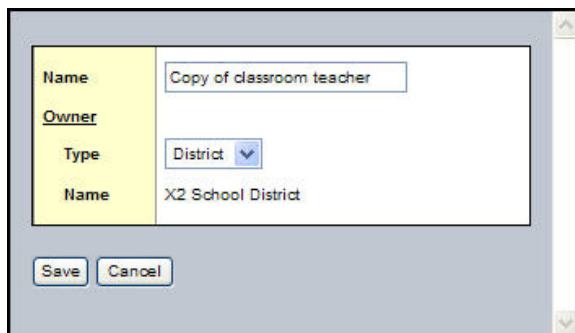 Name Copy of classroom teacher
Owner
Type District
Name X2 School District
Save Cancel